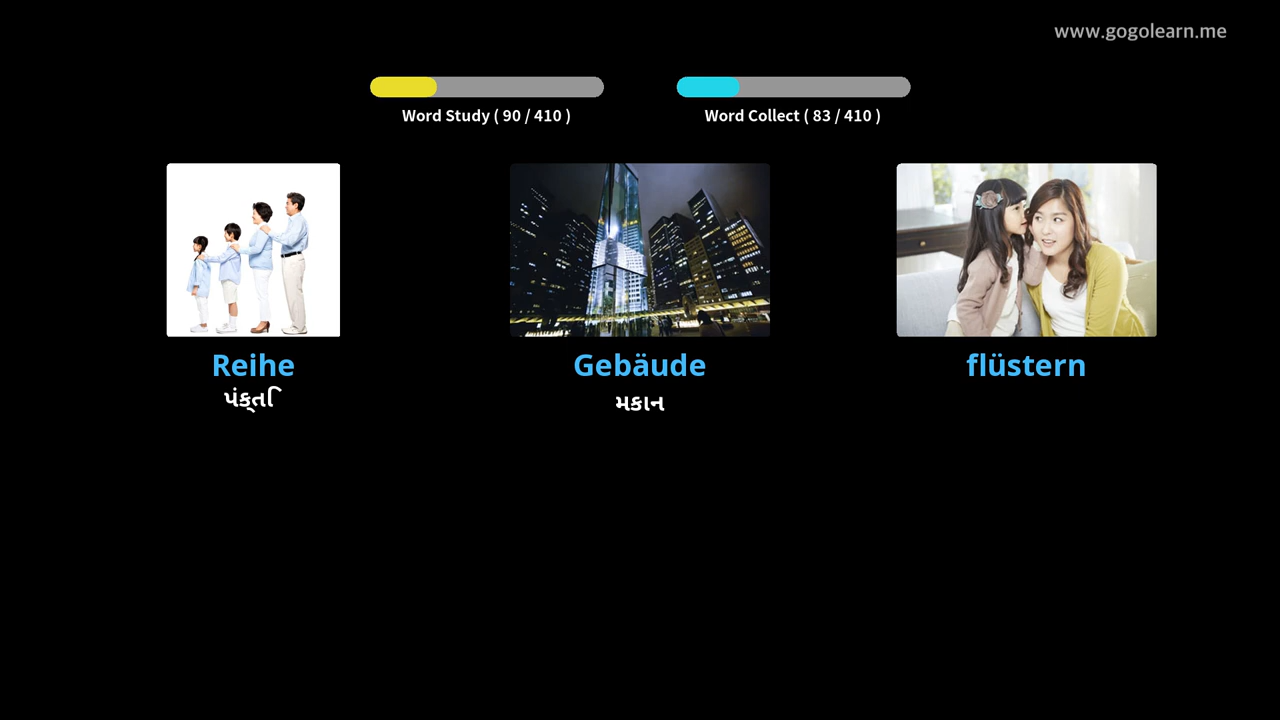 www.gogolearn.me
Word Study ( 90 / 410 )
Word Collect ( 83 / 410 )
Reihe
પંક્તિ
Gebäude
મકાન
flüstern